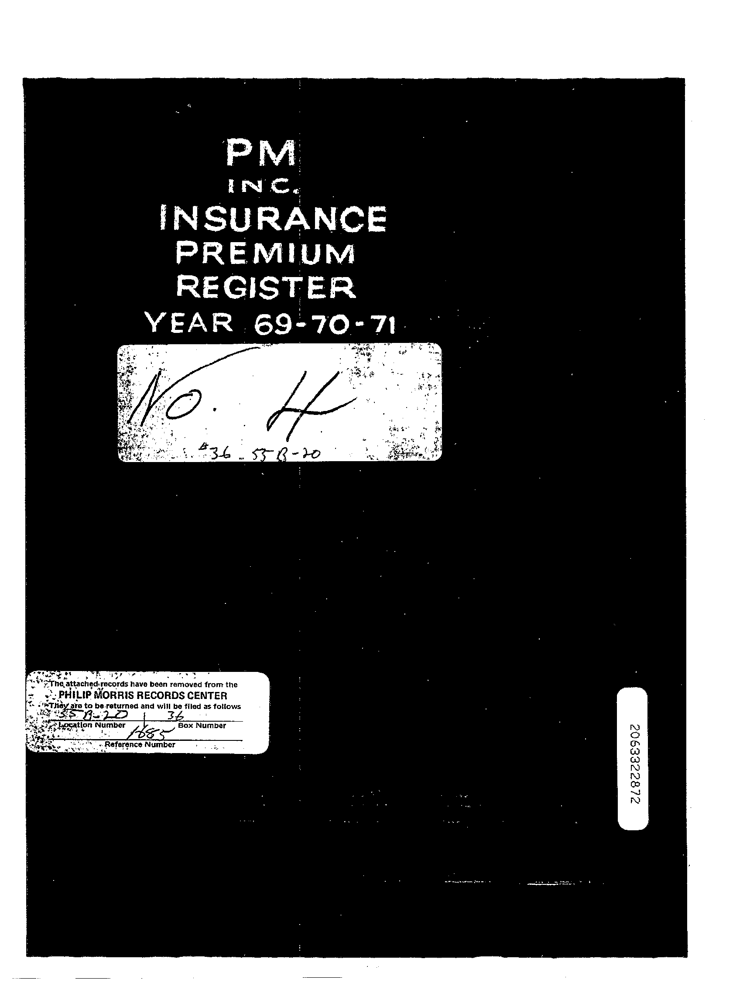 PM
INC.
INSURANCE
PREMIUM
REGISTER
YEAR 69-70-71
No. 4
#36 - 55 B-20
The attached records have been removed from the
PHILIP MORRIS RECORDS CENTER
They are to be returned and will be filed as follows
55 B-20 36
Location Number Box Number
1685
Reference Number
2063322872